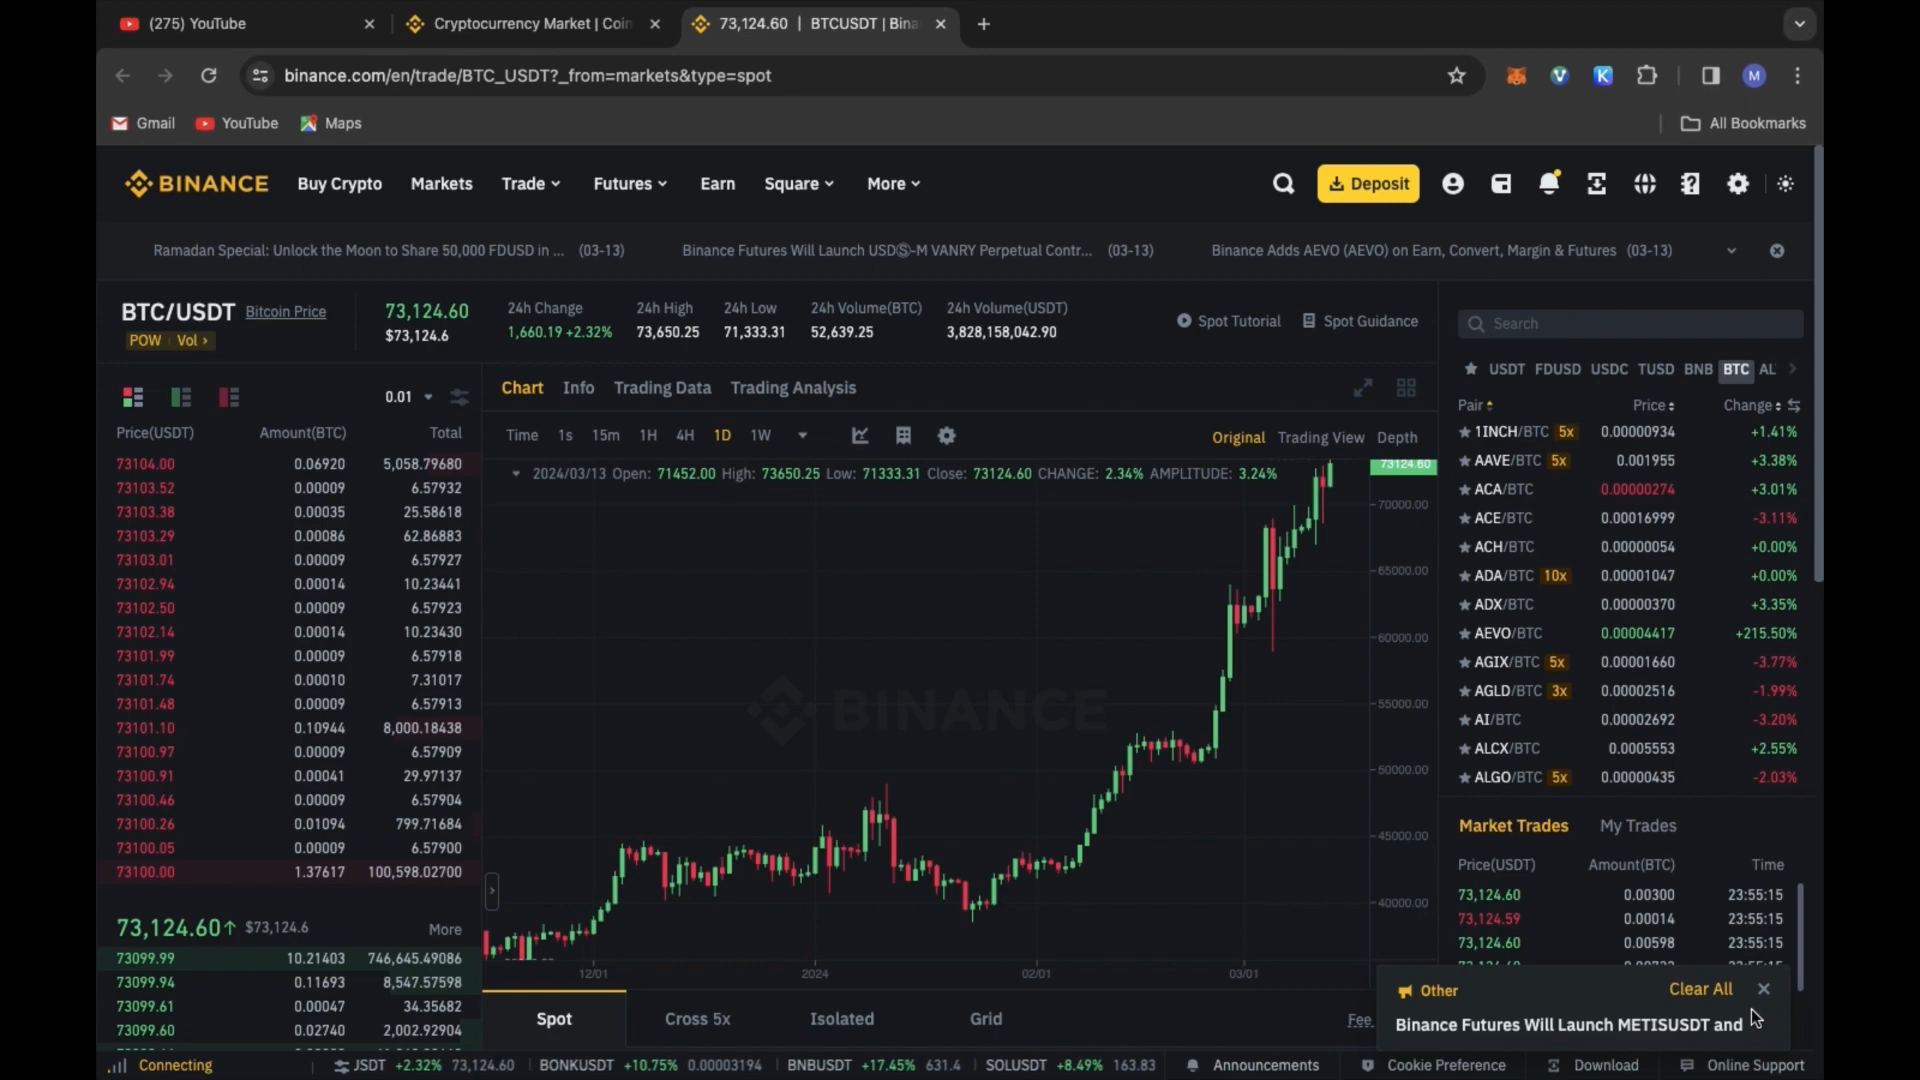 (275) YouTube
Cryptocurrency Market | Coin
73,124.60 | BTCUSDT | Bina
binance.com/en/trade/BTC_USDT?_from=markets&type=spot
M
Gmail YouTube Maps
All Bookmarks
BINANCE Buy Crypto Markets Trade Futures Earn Square More Deposit
Ramadan Special: Unlock the Moon to Share 50,000 FDUSD in ... (03-13)
Binance Futures Will Launch USDⓈ-M VANRY Perpetual Contr... (03-13)
Binance Adds AEVO (AEVO) on Earn, Convert, Margin & Futures (03-13)
BTC/USDT Bitcoin Price
POW Vol
73,124.60
$73,124.6
24h Change
1,660.19 +2.32%
24h High
73,650.25
24h Low
71,333.31
24h Volume(BTC)
52,639.25
24h Volume(USDT)
3,828,158,042.90
Spot Tutorial Spot Guidance
0.01
Price(USDT) Amount(BTC) Total
73104.00 0.06920 5,058.79680
73103.52 0.00009 6.57932
73103.38 0.00035 25.58618
73103.29 0.00086 62.86883
73103.01 0.00009 6.57927
73102.94 0.00014 10.23441
73102.50 0.00009 6.57923
73102.14 0.00014 10.23430
73101.99 0.00009 6.57918
73101.74 0.00010 7.31017
73101.48 0.00009 6.57913
73101.10 0.10944 8,000.18438
73100.97 0.00009 6.57909
73100.91 0.00041 29.97137
73100.46 0.00009 6.57904
73100.26 0.01094 799.71684
73100.05 0.00009 6.57900
73100.00 1.37617 100,598.02700
73,124.60↑ $73,124.6 More
73099.99 10.21403 746,645.49086
73099.94 0.11693 8,547.57598
73099.61 0.00047 34.35682
73099.60 0.02740 2,002.92904
Chart Info Trading Data Trading Analysis
Time 1s 15m 1H 4H 1D 1W
Original Trading View Depth
2024/03/13 Open: 71452.00 High: 73650.25 Low: 71333.31 Close: 73124.60 CHANGE: 2.34% AMPLITUDE: 3.24%
73124.60
70000.00
65000.00
60000.00
55000.00
50000.00
45000.00
40000.00
BINANCE
12/01 2024 02/01 03/01
Spot Cross 5x Isolated Grid Fee
Search
USDT FDUSD USDC TUSD BNB BTC AL
Pair Price Change
1INCH/BTC 5x 0.00000934 +1.41%
AAVE/BTC 5x 0.001955 +3.38%
ACA/BTC 0.00000274 +3.01%
ACE/BTC 0.00016999 -3.11%
ACH/BTC 0.00000054 +0.00%
ADA/BTC 10x 0.00001047 +0.00%
ADX/BTC 0.00000370 +3.35%
AEVO/BTC 0.00004417 +215.50%
AGIX/BTC 5x 0.00001660 -3.77%
AGLD/BTC 3x 0.00002516 -1.99%
AI/BTC 0.00002692 -3.20%
ALCX/BTC 0.0005553 +2.55%
ALGO/BTC 5x 0.00000435 -2.03%
Market Trades My Trades
Price(USDT) Amount(BTC) Time
73,124.60 0.00300 23:55:15
73,124.59 0.00014 23:55:15
73,124.60 0.00598 23:55:15
Other Clear All
Binance Futures Will Launch METISUSDT and
Connecting
JSDT +2.32% 73,124.60 BONKUSDT +10.75% 0.00003194 BNBUSDT +17.45% 631.4 SOLUSDT +8.49% 163.83
Announcements Cookie Preference Download Online Support